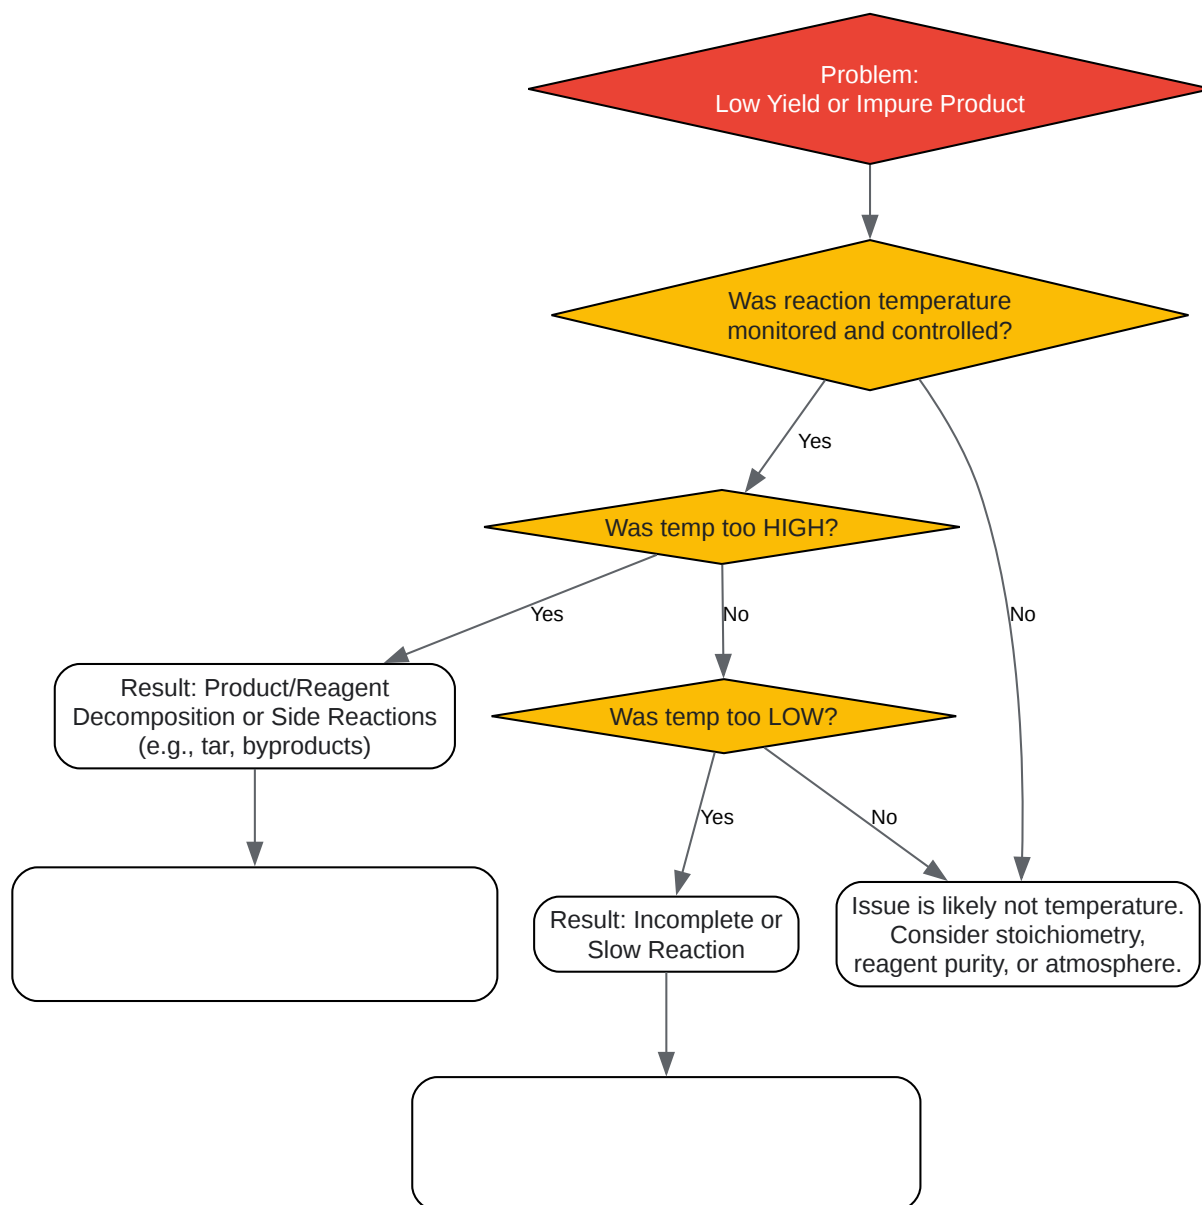 Problem:
Low Yield or Impure Product
Was reaction temperature
monitored and controlled?
Yes
Was temp too HIGH?
Yes
No
No
Result: Product/Reagent
Decomposition or Side Reactions
(e.g., tar, byproducts)
Was temp too LOW?
Yes
No
Result: Incomplete or
Slow Reaction
Issue is likely not temperature.
Consider stoichiometry,
reagent purity, or atmosphere.